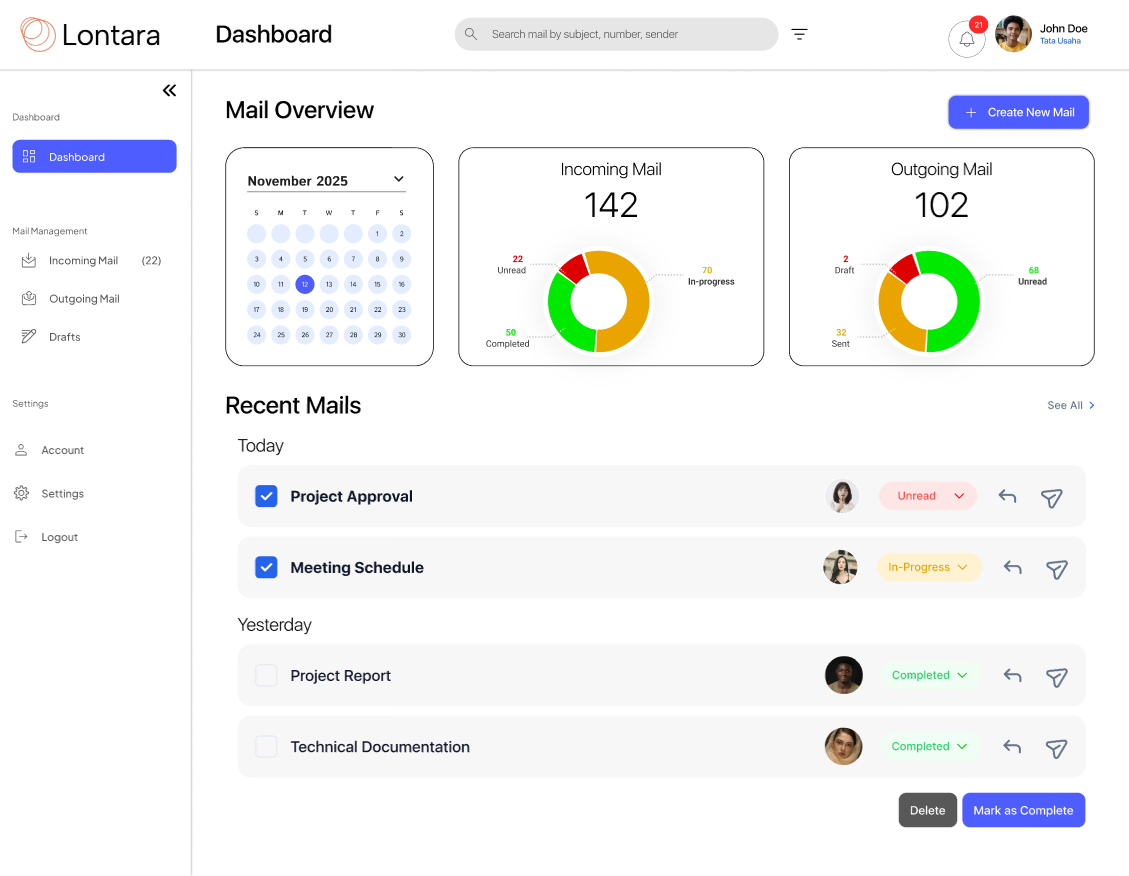 Lontara
Dashboard
Search mail by subject, number, sender
21
John Doe
Tata Usaha
Dashboard
Dashboard
Mail Management
Incoming Mail (22)
Outgoing Mail
Drafts
Settings
Account
Settings
Logout
Mail Overview
+ Create New Mail
November 2025
S M T W T F S
1 2
3 4 5 6 7 8 9
10 11 12 13 14 15 16
17 18 19 20 21 22 23
24 25 26 27 28 29 30
Incoming Mail
142
22
Unread
70
In-progress
50
Completed
Outgoing Mail
102
2
Draft
68
Unread
32
Sent
Recent Mails
See All
Today
Project Approval Unread
Meeting Schedule In-Progress
Yesterday
Project Report Completed
Technical Documentation Completed
Delete Mark as Complete